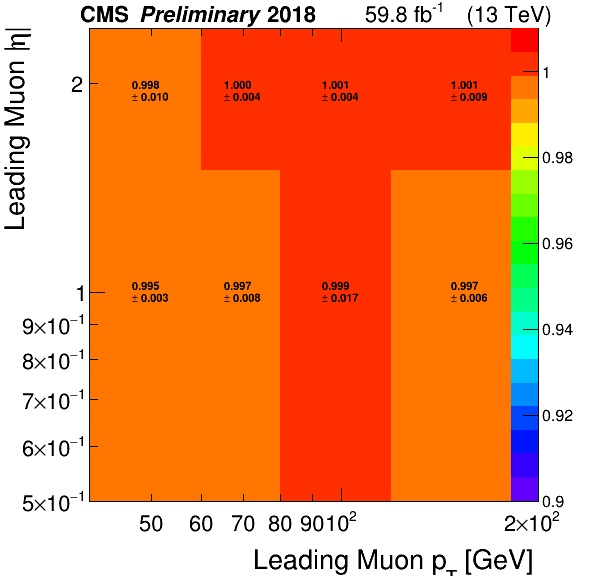 CMS Preliminary 2018 59.8 fb⁻¹ (13 TeV)
Leading Muon |η|
2
1
9×10⁻¹
8×10⁻¹
7×10⁻¹
6×10⁻¹
5×10⁻¹
0.998 1.000 1.001 1.001
± 0.010 ± 0.004 ± 0.004 ± 0.009
0.995 0.997 0.999 0.997
± 0.003 ± 0.008 ± 0.017 ± 0.006
1
0.98
0.96
0.94
0.92
0.9
50 60 70 80 90 10² 2×10²
Leading Muon p_T [GeV]